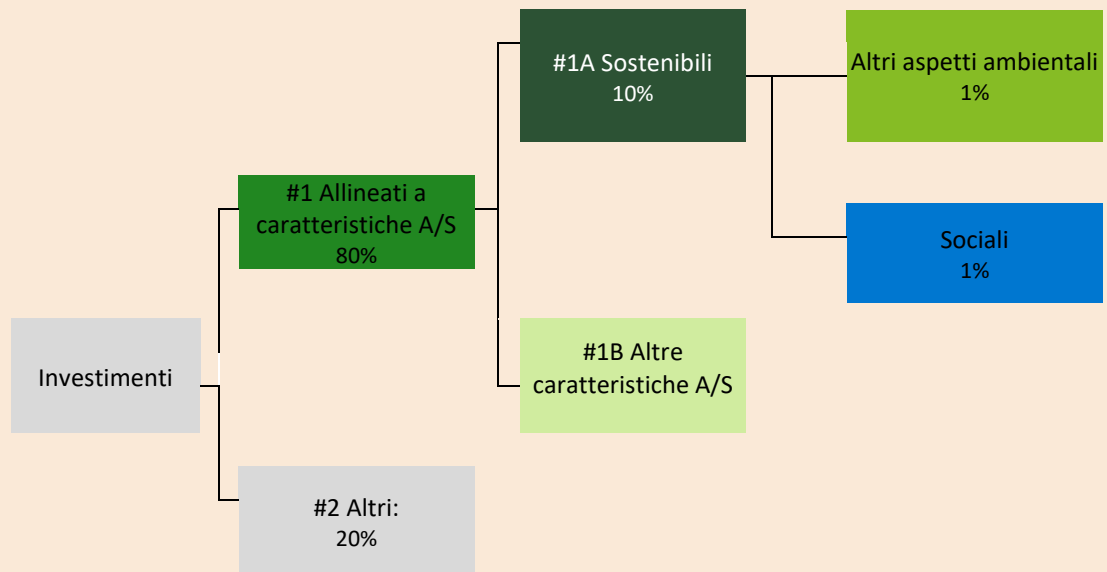 #1A Sostenibili
10%
Altri aspetti ambientali
1%
#1 Allineati a
caratteristiche A/S
80%
Sociali
1%
Investimenti
#1B Altre
caratteristiche A/S
#2 Altri:
20%